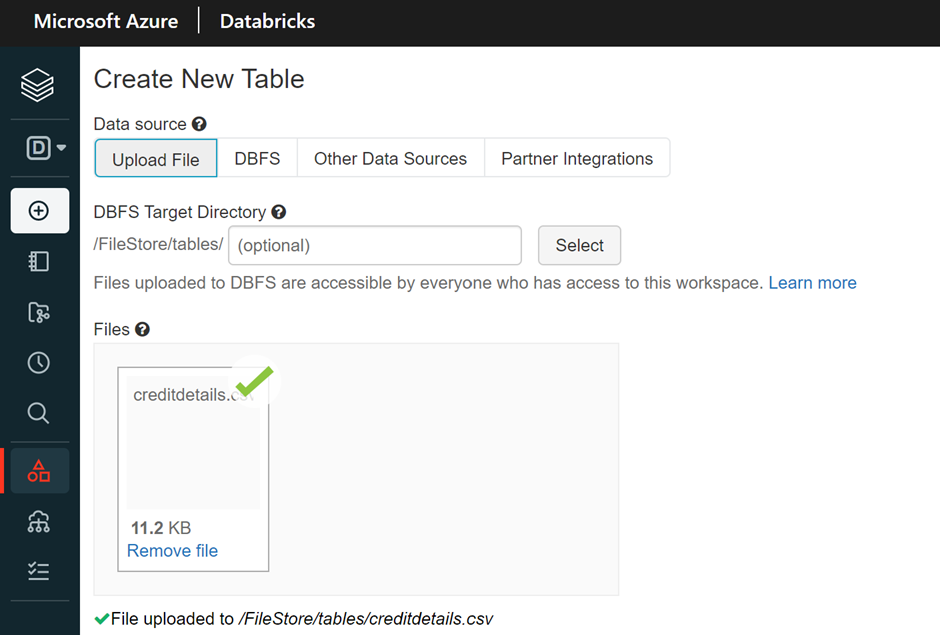 Microsoft Azure | Databricks
Create New Table
Data source
Upload File DBFS Other Data Sources Partner Integrations
DBFS Target Directory
/FileStore/tables/ (optional) Select
Files uploaded to DBFS are accessible by everyone who has access to this workspace. Learn more
Files
creditdetails.csv
11.2 KB
Remove file
File uploaded to /FileStore/tables/creditdetails.csv